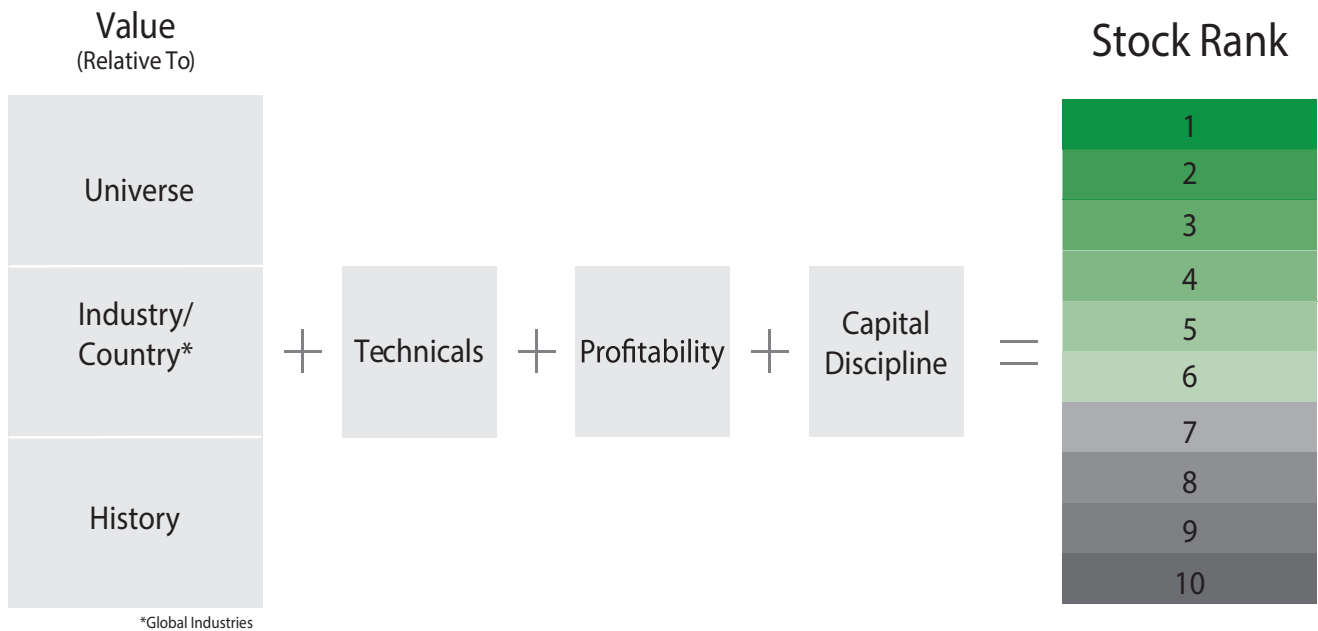 Value
(Relative To)
Universe
Industry/
Country*
History
*Global Industries
+
Technicals
+
Profitability
+
Capital
Discipline
=
Stock Rank
1
2
3
4
5
6
7
8
9
10